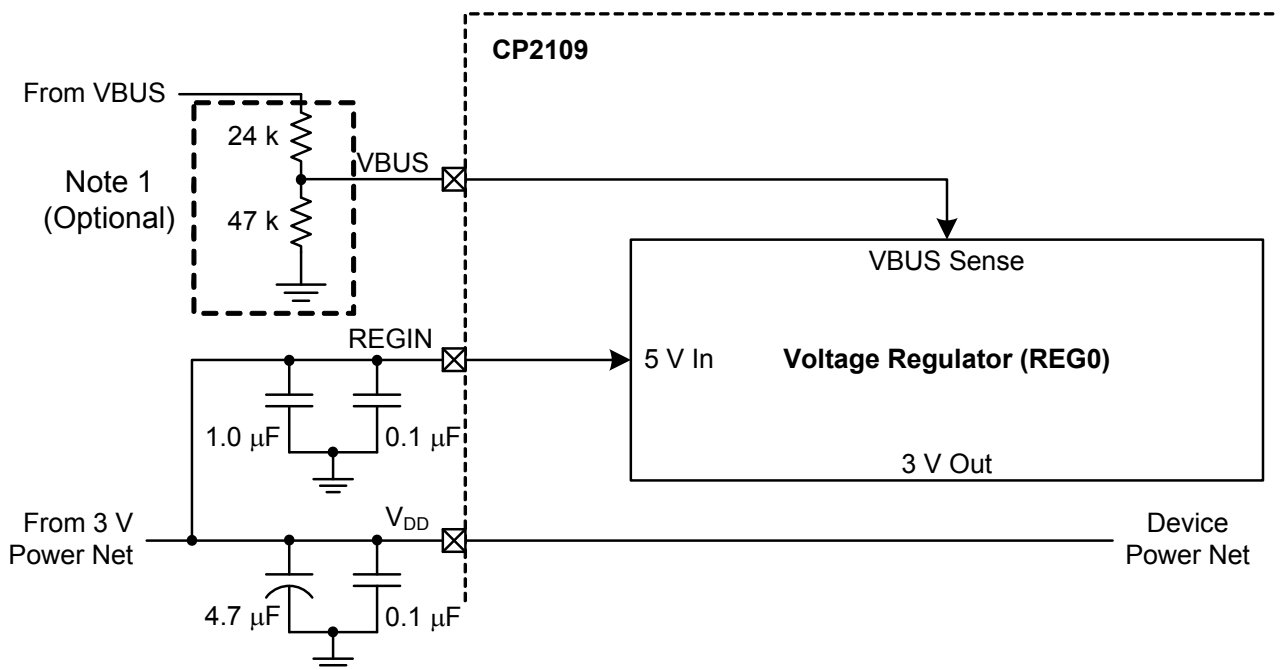 CP2109
From VBUS
24 k
VBUS
Note 1
(Optional)
47 k
VBUS Sense
REGIN
5 V In
Voltage Regulator (REG0)
1.0 μF
0.1 μF
3 V Out
From 3 V
Power Net
VDD
Device
Power Net
4.7 μF
0.1 μF